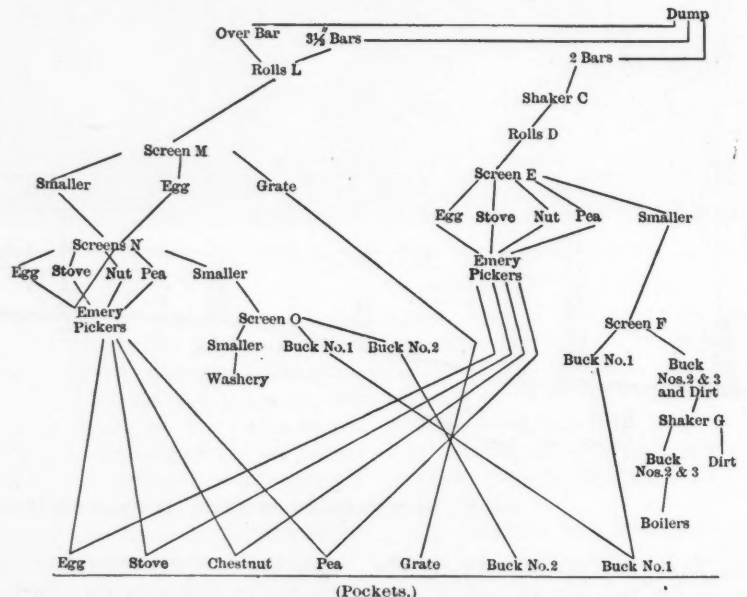 Dump
Over Bar
3½" Bars
2 Bars
Rolls L
Shaker C
Rolls D
Screen M
Screen E
Smaller
Egg
Grate
Egg
Stove
Nut
Pea
Smaller
Screens N
Emery
Pickers
Egg
Stove
Nut
Pea
Smaller
Emery
Pickers
Screen O
Screen F
Smaller
Buck No.1
Buck No.2
Buck No.1
Buck
Nos.2 & 3
and Dirt
Washery
Shaker G
Buck
Nos.2 & 3
Dirt
Boilers
Egg
Stove
Chestnut
Pea
Grate
Buck No.2
Buck No.1
(Pockets.)